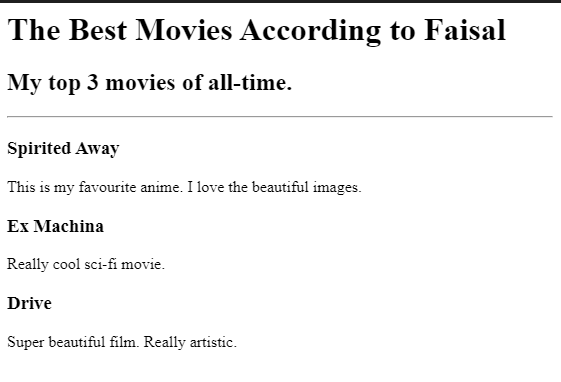 The Best Movies According to Faisal
My top 3 movies of all-time.
Spirited Away
This is my favourite anime. I love the beautiful images.
Ex Machina
Really cool sci-fi movie.
Drive
Super beautiful film. Really artistic.